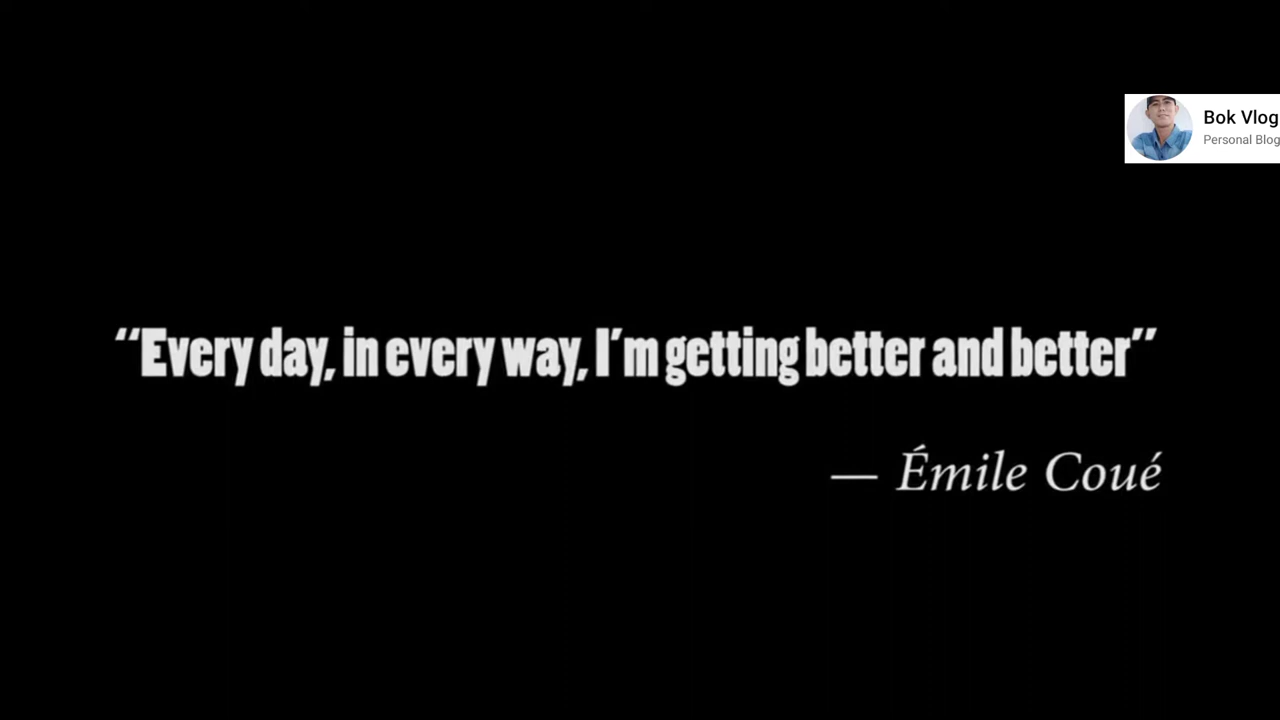 Bok Vlog
Personal Blog
“Every day, in every way, I’m getting better and better”
— Émile Coué